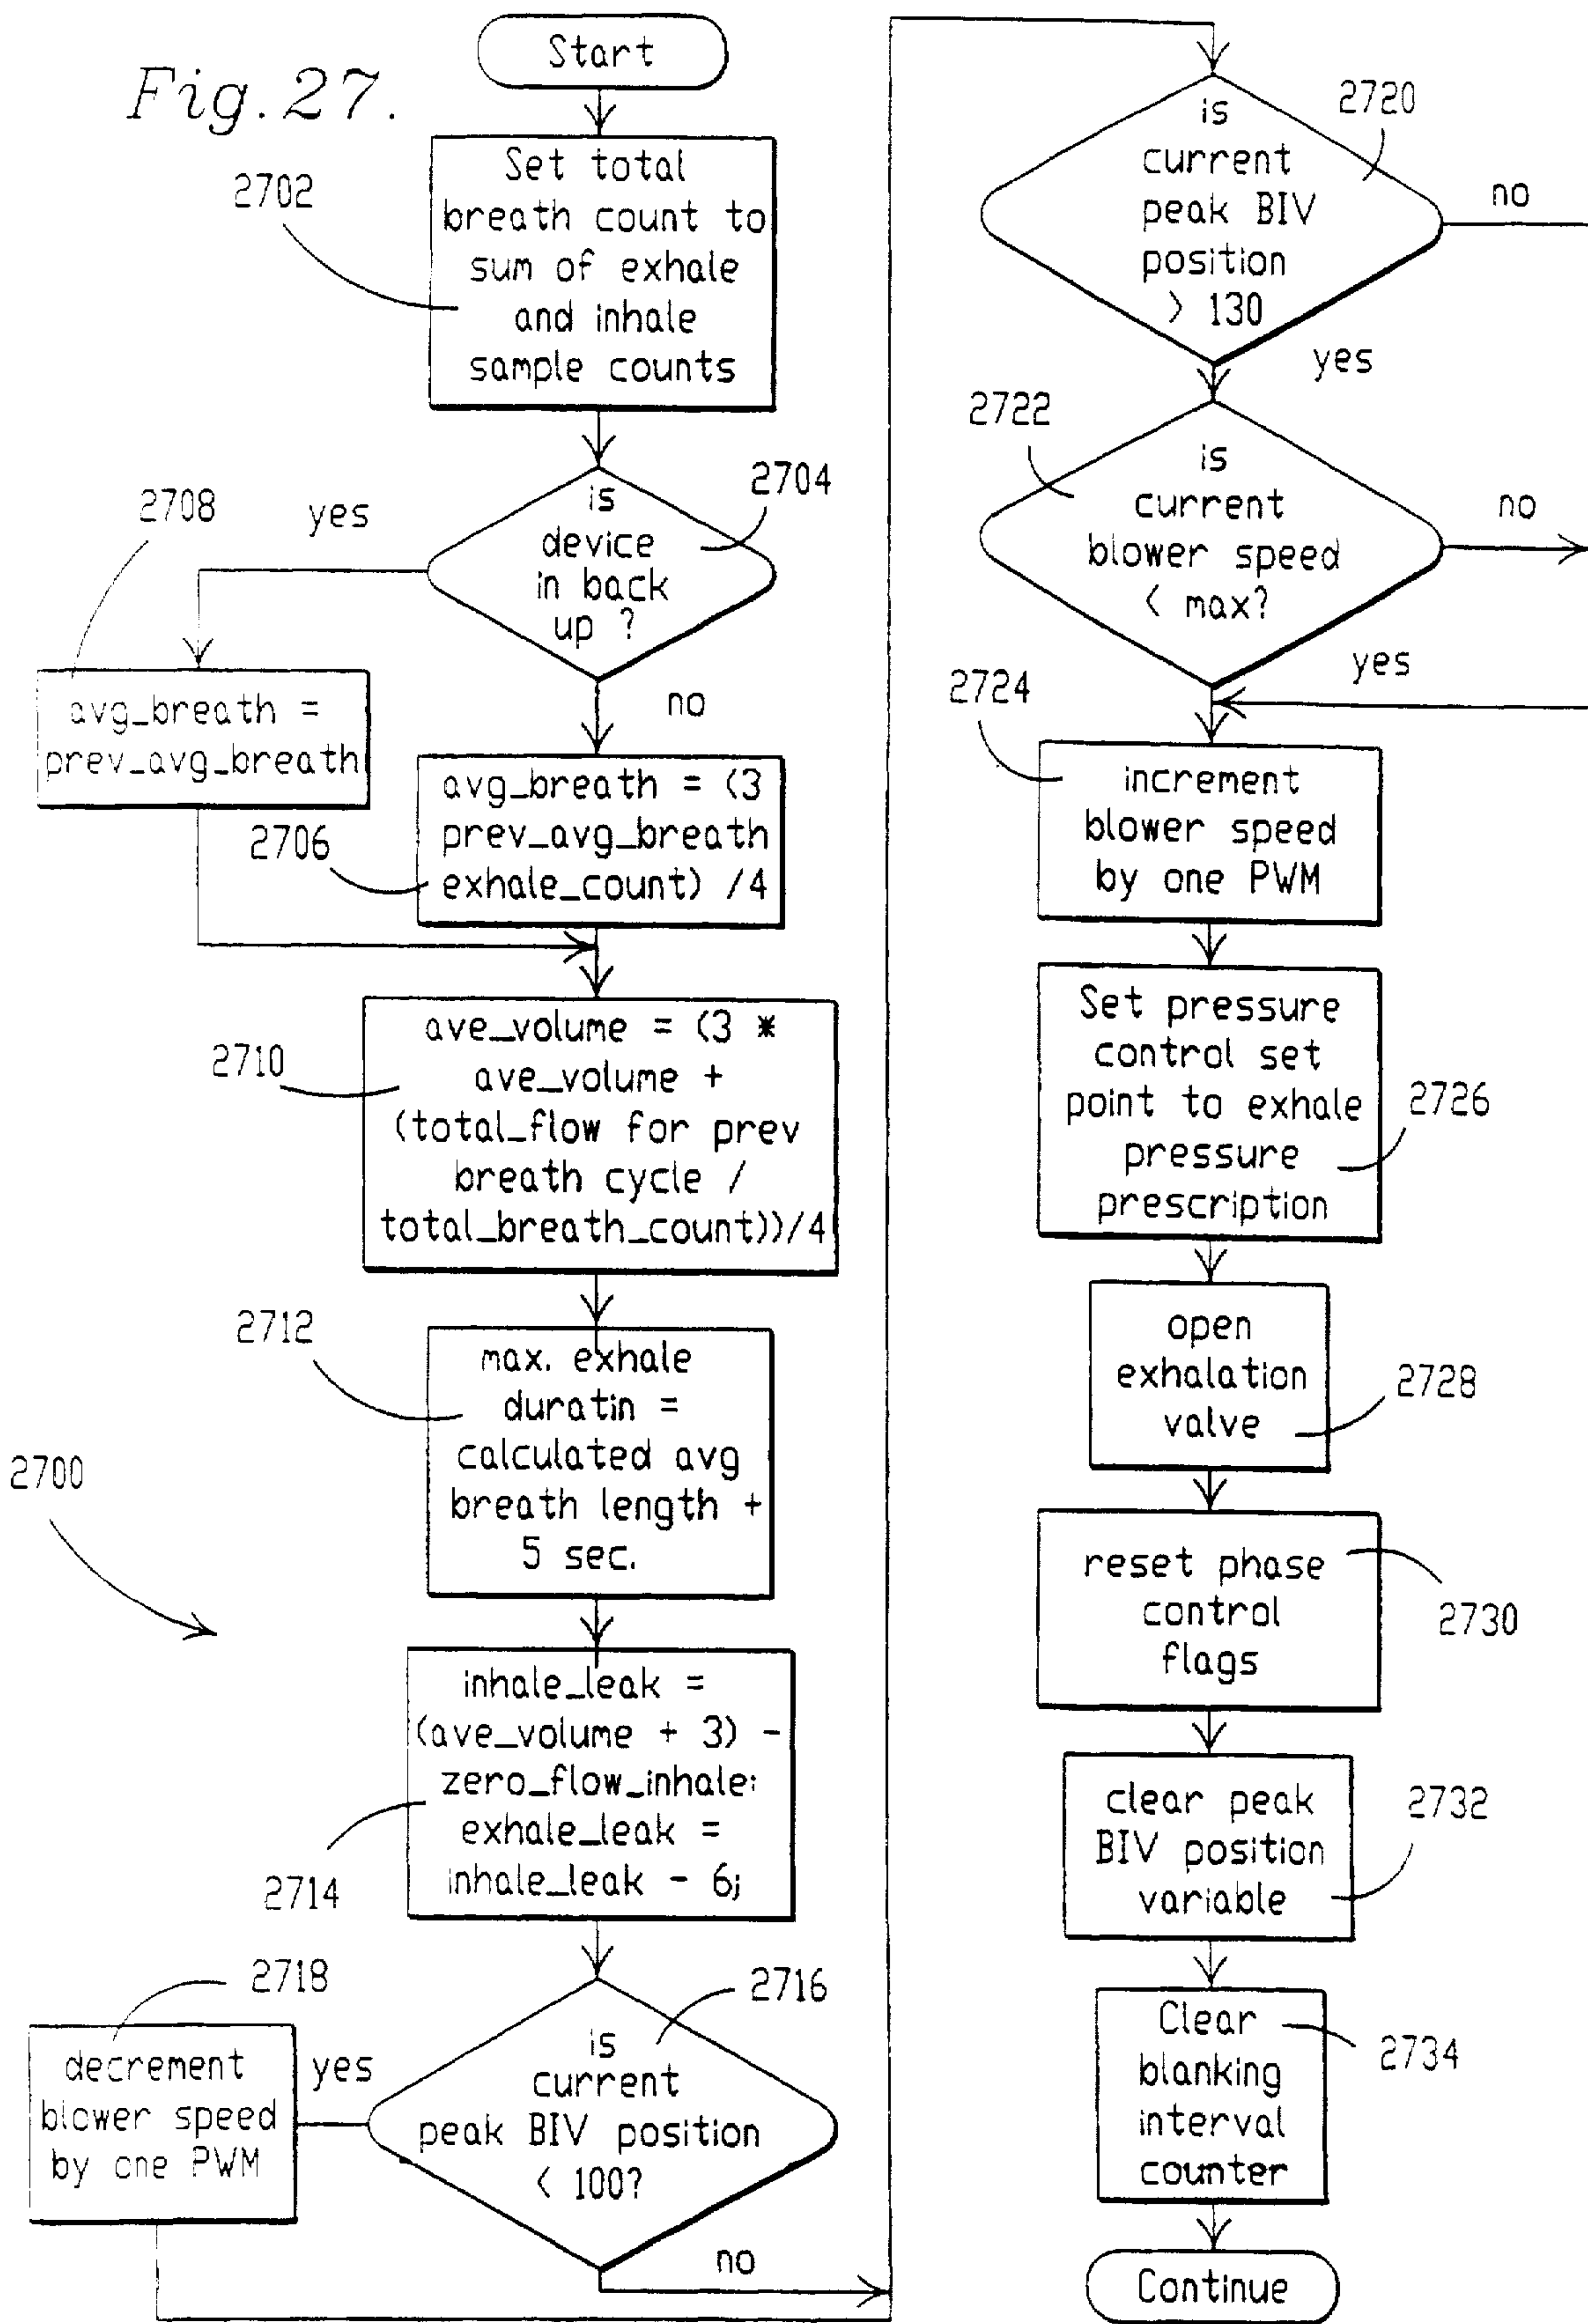 Fig. 27.
Start
2702
Set total
breath count to
sum of exhale
and inhale
sample counts
2704
is
device
in back
up ?
yes
no
2708
avg_breath =
prev_avg_breath
2706
avg_breath = (3
prev_avg_breath
exhale_count) /4
2710
ave_volume = (3 *
ave_volume +
(total_flow for prev
breath cycle /
total_breath_count))/4
2712
max. exhale
duratin =
calculated avg
breath length +
5 sec.
2700
2714
inhale_leak =
(ave_volume + 3) -
zero_flow_inhale;
exhale_leak =
inhale_leak - 6;
2716
is
current
peak BIV position
< 100?
yes
no
2718
decrement
blower speed
by one PWM
2720
is
current
peak BIV
position
> 130
no
yes
2722
is
current
blower speed
< max?
no
yes
2724
increment
blower speed
by one PWM
Set pressure
control set
point to exhale
pressure
prescription
2726
open
exhalation
valve
2728
reset phase
control
flags
2730
clear peak
BIV position
variable
2732
Clear
blanking
interval
counter
2734
Continue